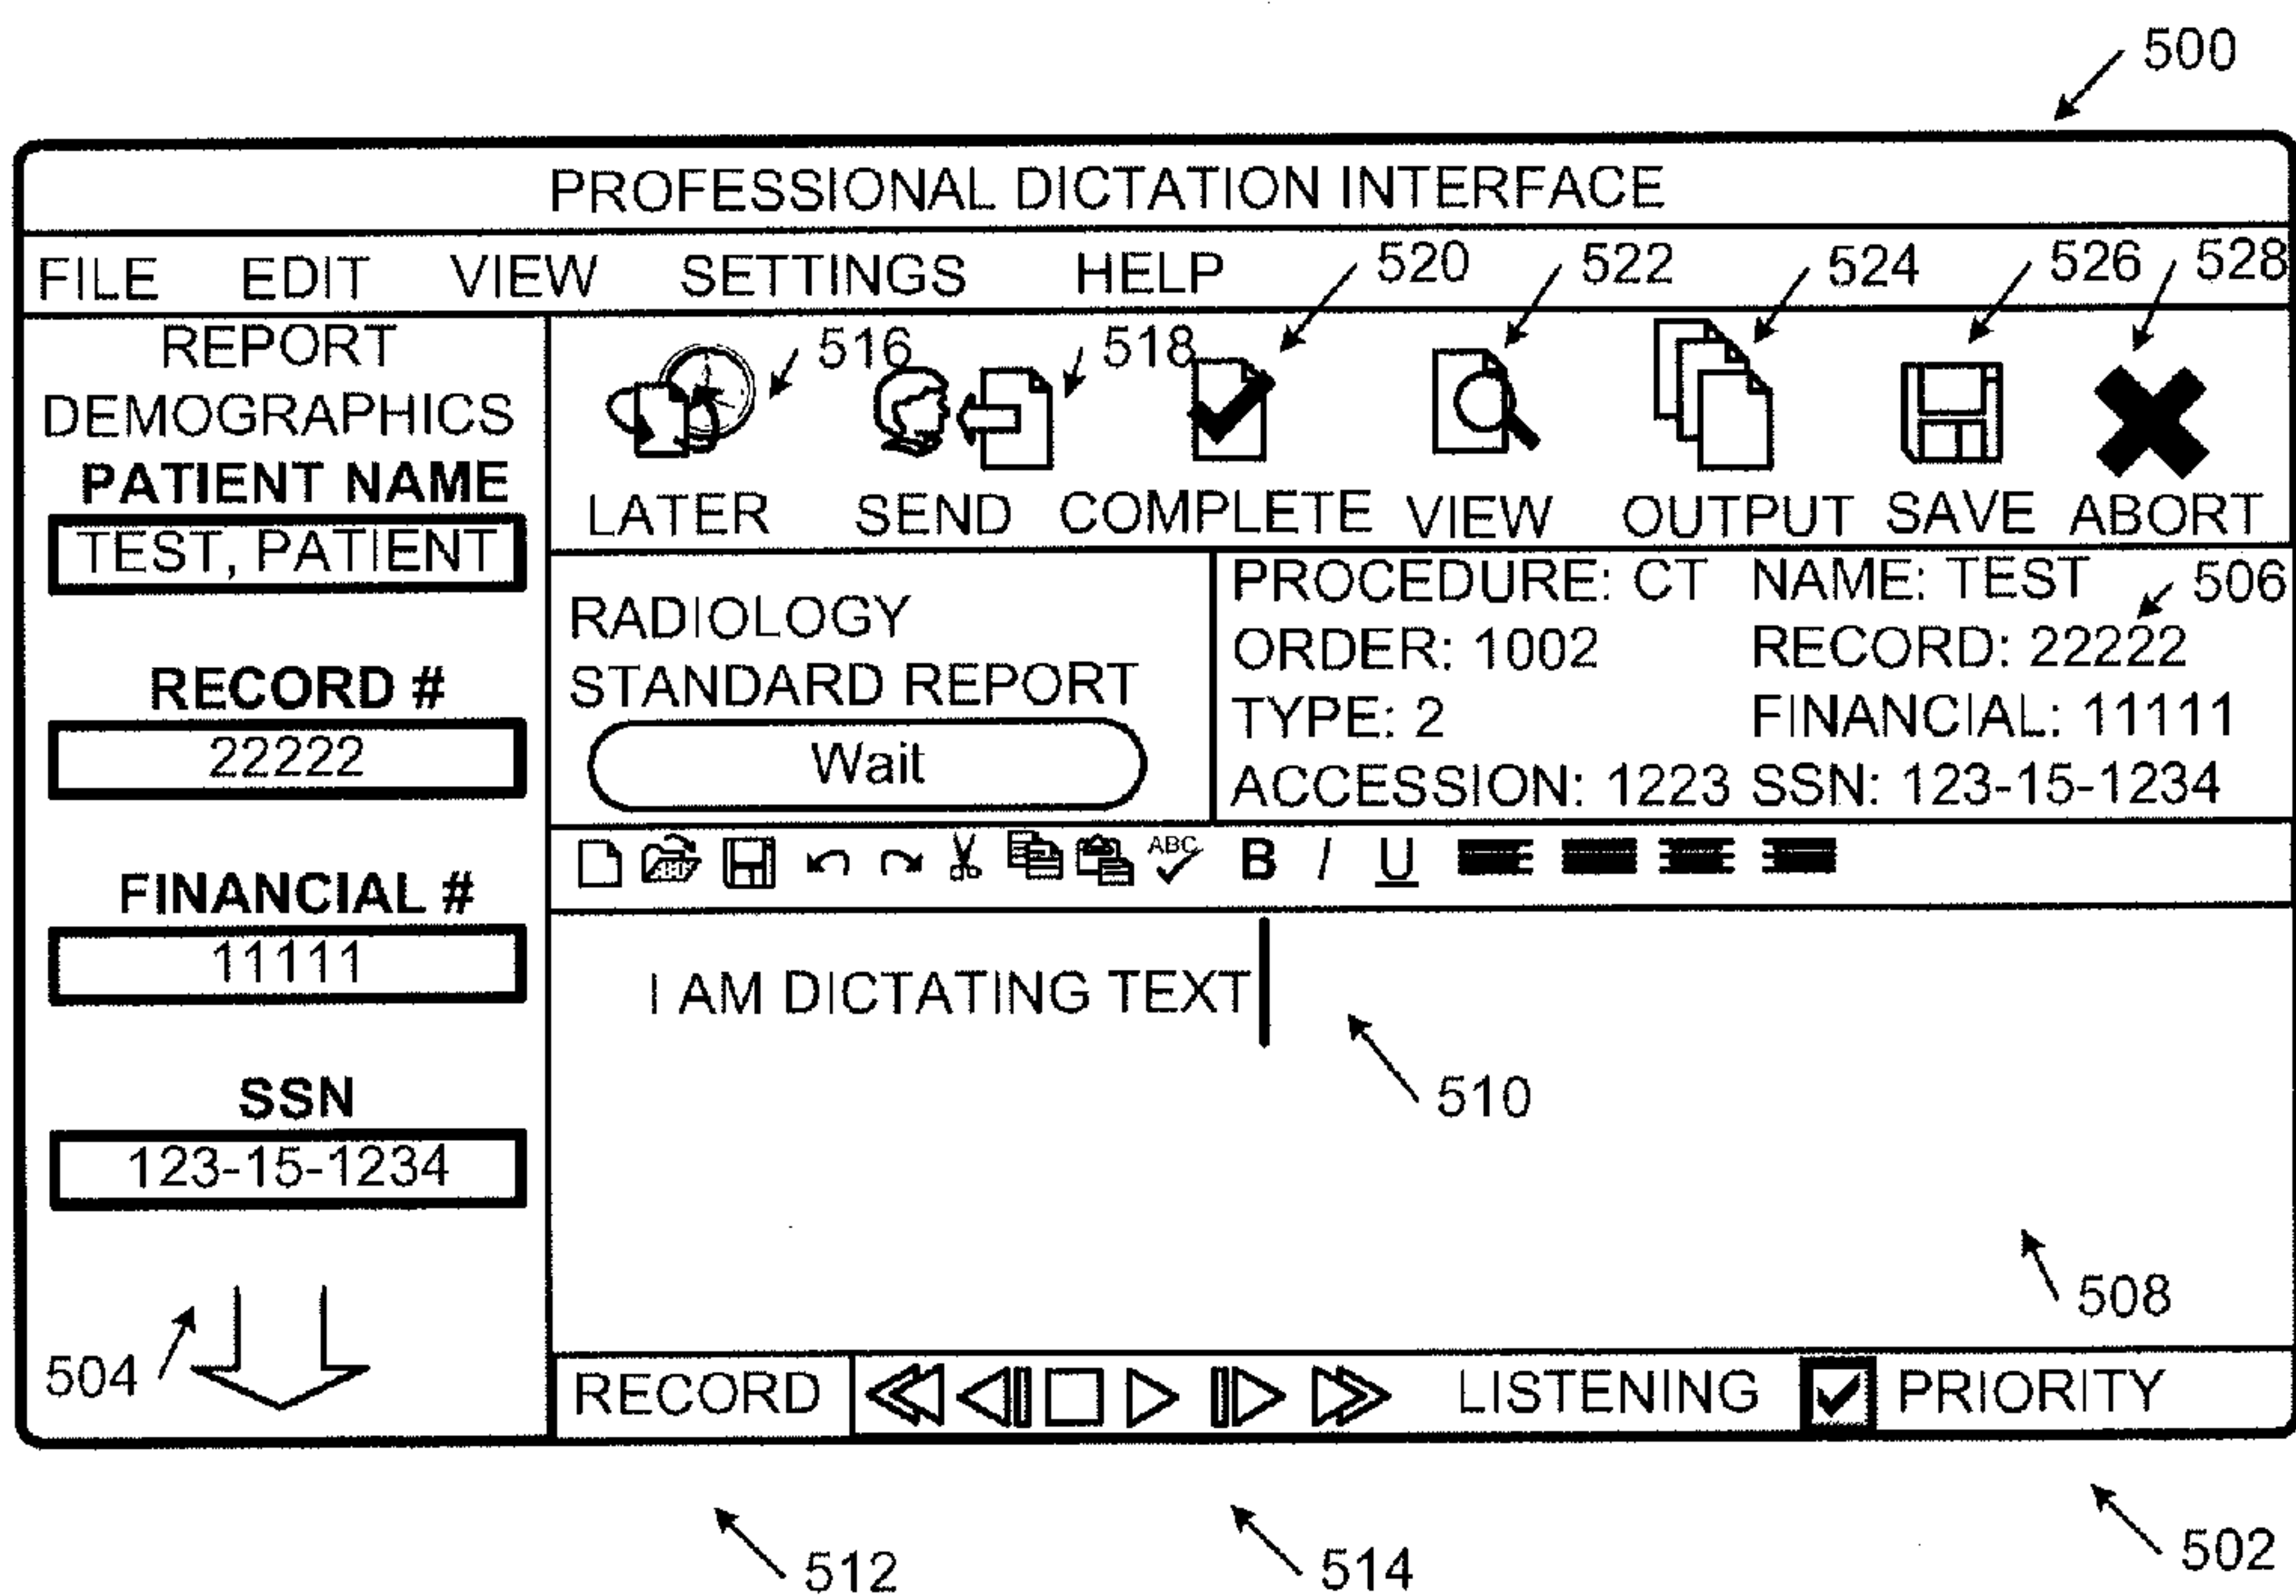 500
PROFESSIONAL DICTATION INTERFACE
FILE EDIT VIEW SETTINGS HELP 520 522 524 526 528
REPORT
DEMOGRAPHICS
PATIENT NAME
TEST, PATIENT
RECORD #
22222
FINANCIAL #
11111
SSN
123-15-1234
504
516 518
LATER SEND COMPLETE VIEW OUTPUT SAVE ABORT
RADIOLOGY
STANDARD REPORT
Wait
PROCEDURE: CT NAME: TEST 506
ORDER: 1002 RECORD: 22222
TYPE: 2 FINANCIAL: 11111
ACCESSION: 1223 SSN: 123-15-1234
ABC B I U
I AM DICTATING TEXT
510
508
RECORD LISTENING PRIORITY
512 514 502